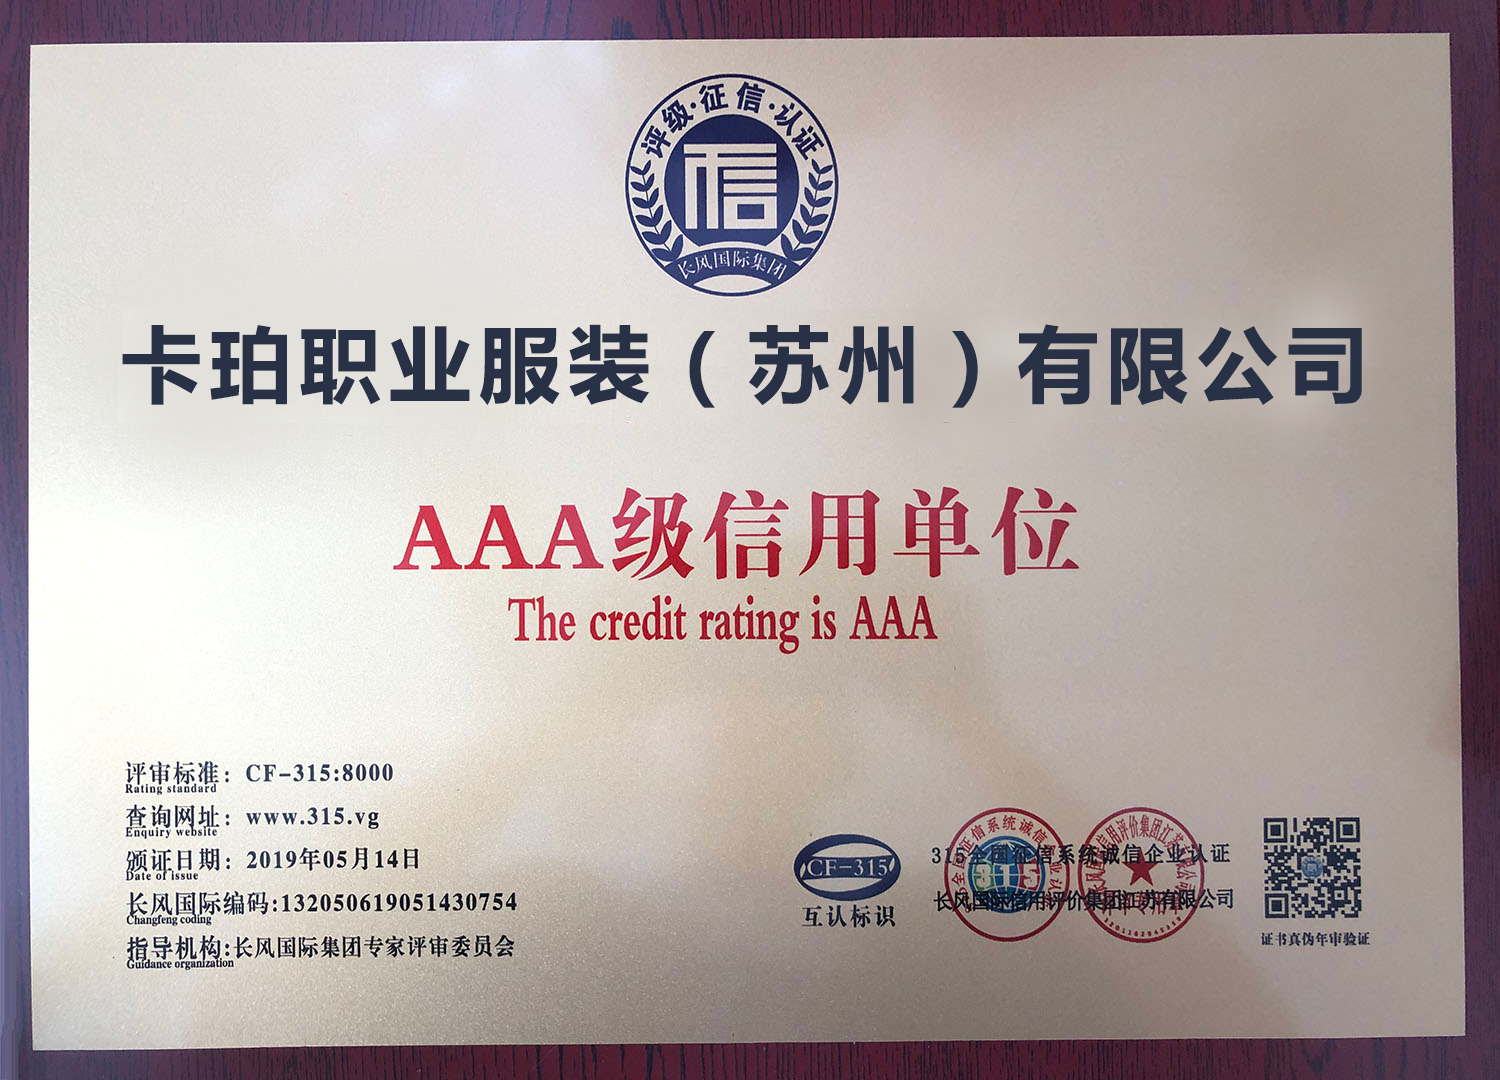 评级·征信·认证
信
长风国际集团
卡珀职业服装（苏州）有限公司
AAA级信用单位
The credit rating is AAA
评审标准：CF-315:8000
Rating standard
查询网址：www.315.vg
Enquiry website
颁证日期：2019年05月14日
Date of issue
长风国际编码:132050619051430754
Changfeng coding
指导机构:长风国际集团专家评审委员会
Guidance organization
CF-315
互认标识
315全国征信系统诚信企业认证
长风国际信用评价集团江苏有限公司
315
证书真伪年审验证